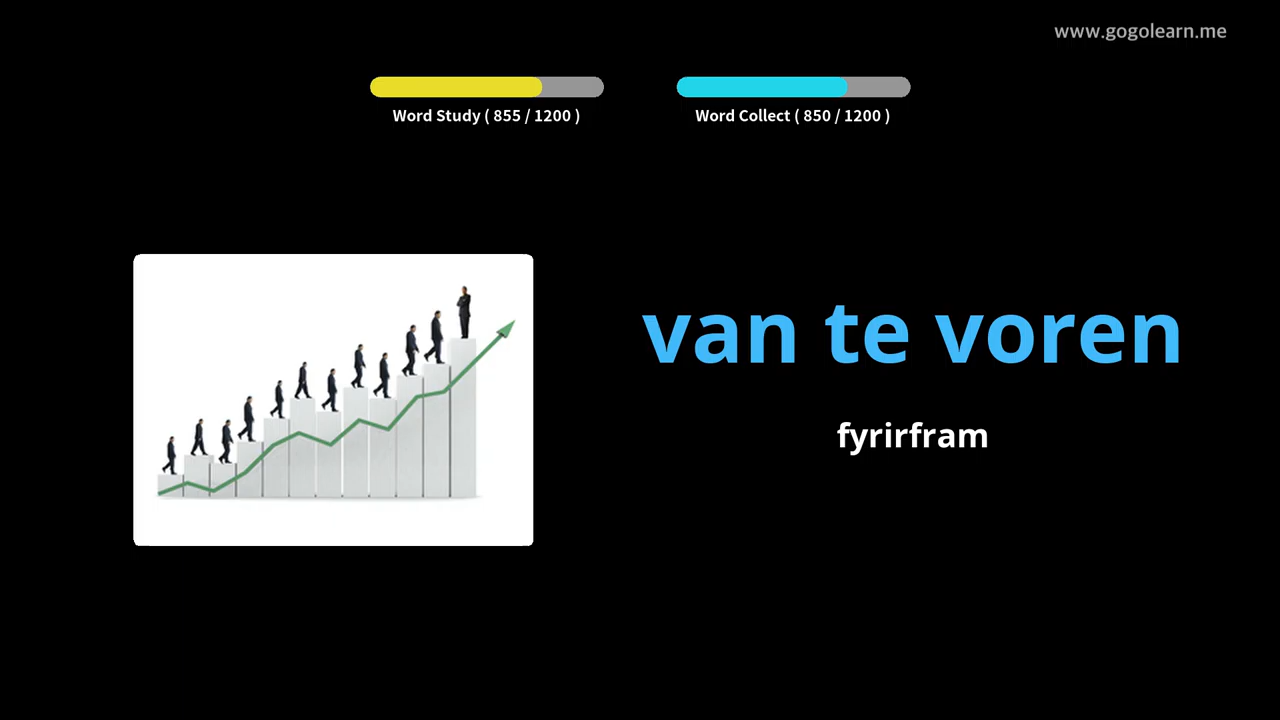 www.gogolearn.me
Word Study ( 855 / 1200 )
Word Collect ( 850 / 1200 )
van te voren
fyrirfram